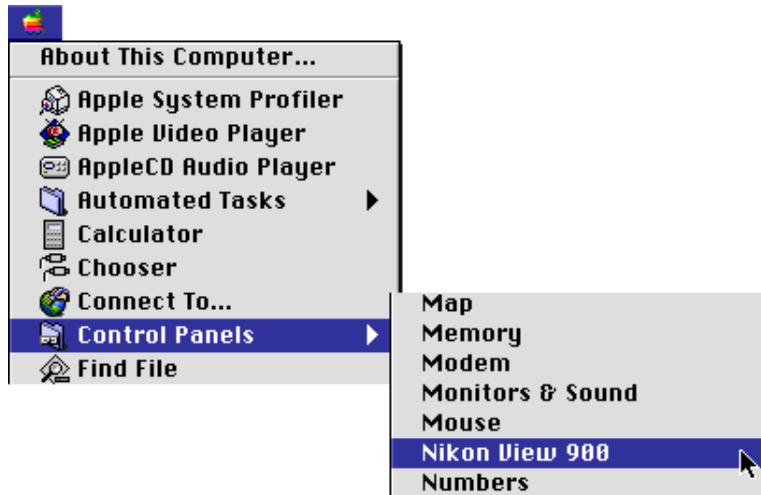 About This Computer...
Apple System Profiler
Apple Video Player
AppleCD Audio Player
Automated Tasks
Calculator
Chooser
Connect To...
Control Panels
Find File
Map
Memory
Modem
Monitors & Sound
Mouse
Nikon View 900
Numbers